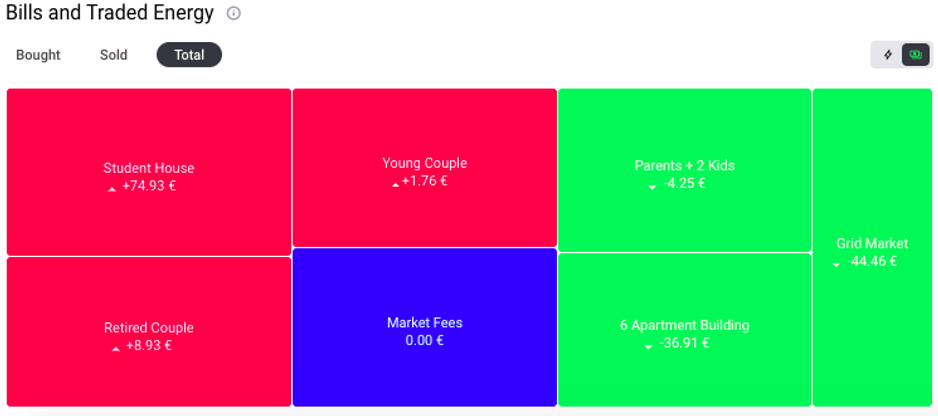 Bills and Traded Energy
Bought Sold Total
Student House
+74.93 €
Young Couple
+1.76 €
Parents + 2 Kids
-4.25 €
Grid Market
-44.46 €
Retired Couple
+8.93 €
Market Fees
0.00 €
6 Apartment Building
-36.91 €